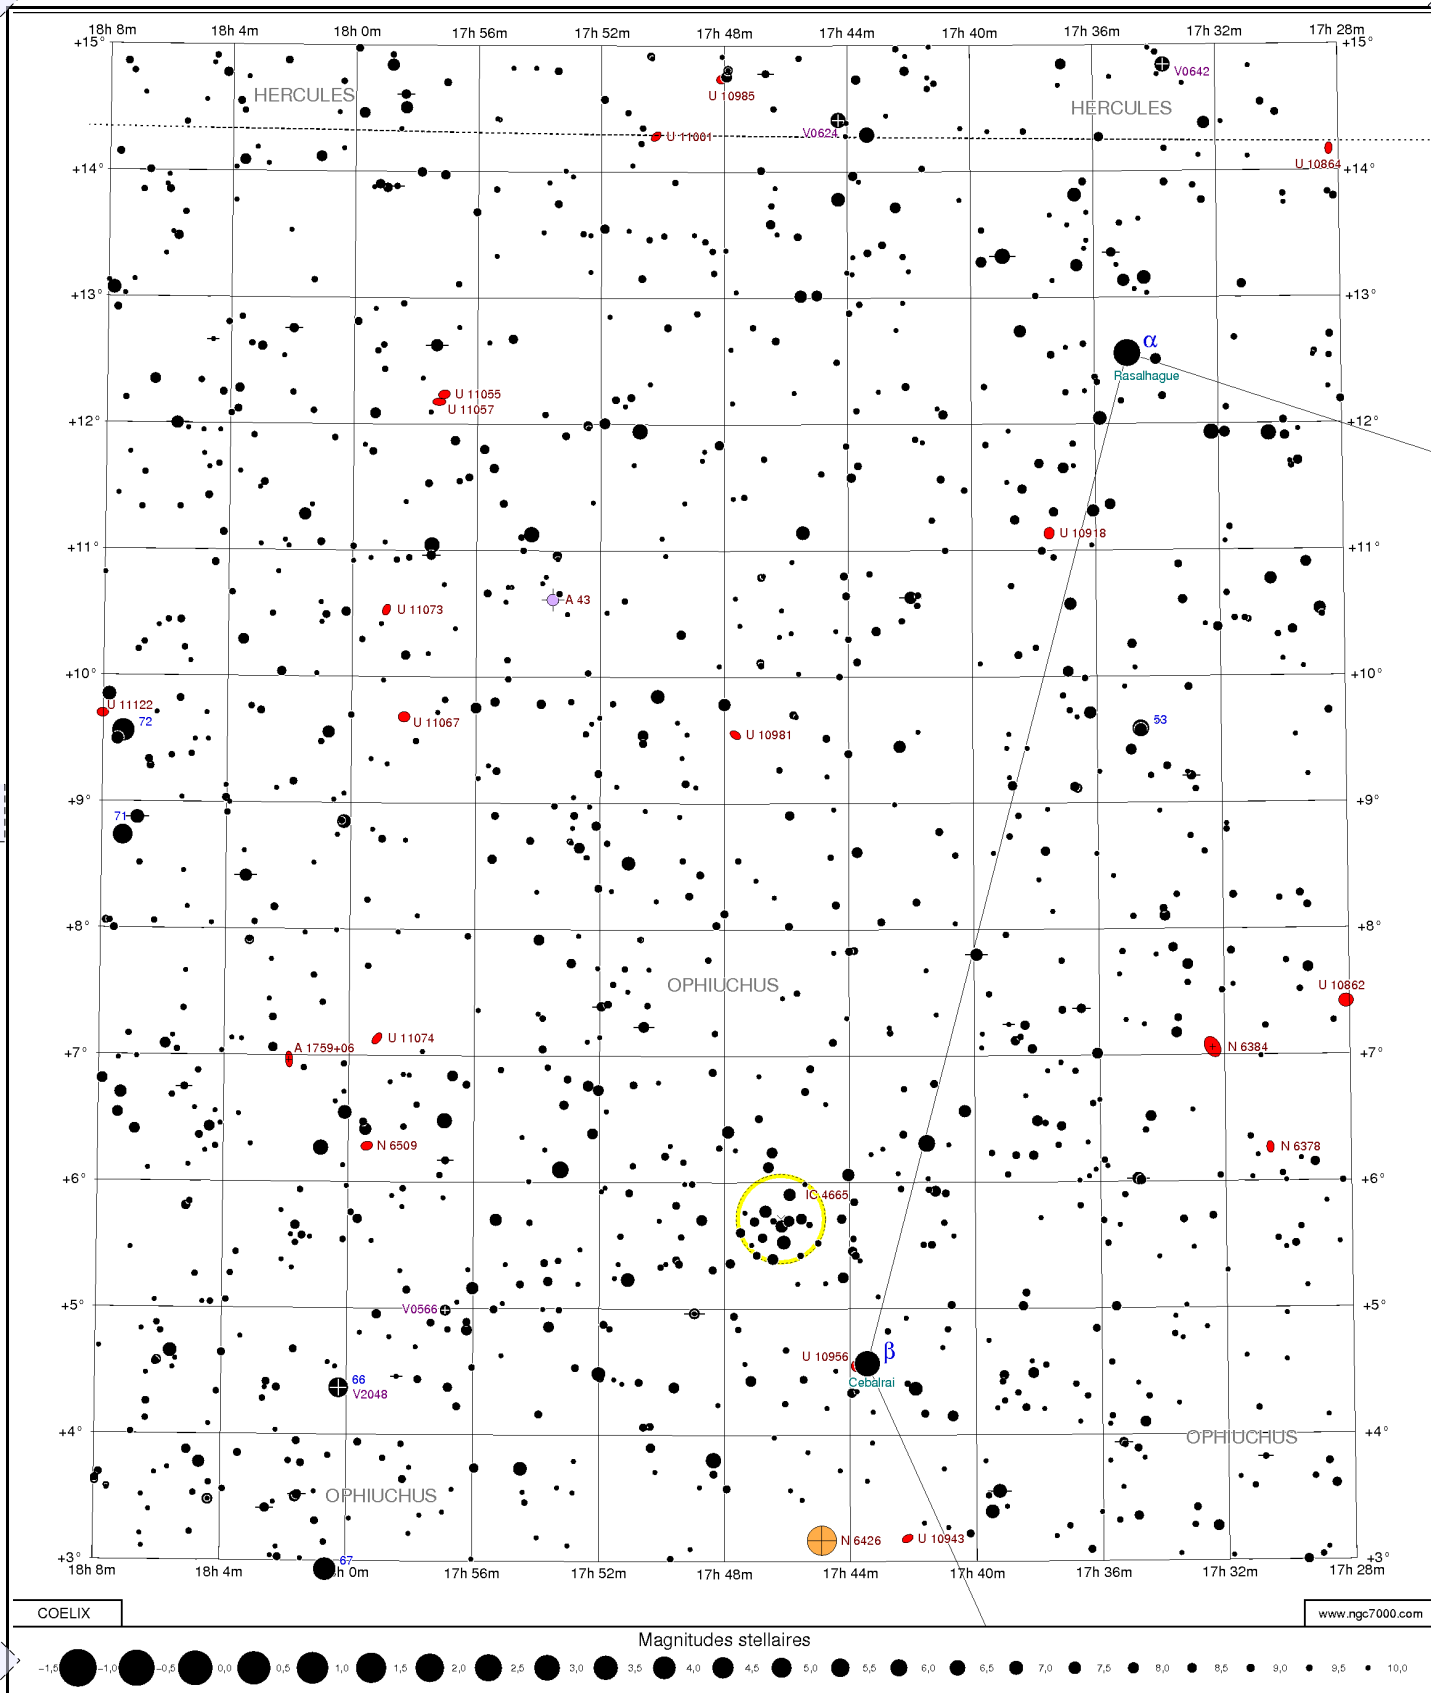 18h 8m 18h 4m 18h 0m 17h 56m 17h 52m 17h 48m 17h 44m 17h 40m 17h 36m 17h 32m 17h 28m
+15° +15°
V0642
HERCULES U 10985 HERCULES
U 11001 V0624
+14° U 10864 +14°
+13° +13°
α
Rasalhague
U 11055
U 11057
+12° +12°
+11° U 10918 +11°
A 43
U 11073
+10° +10°
U 11122
72 U 11067 U 10981 53
+9° +9°
71
+8° +8°
OPHIUCHUS U 10862
U 11074
A 1759+06 N 6384
+7° +7°
N 6509 N 6378
+6° +6°
IC 4665
+5° V0566 +5°
U 10956 β
Cebalrai
66
V2048
+4° OPHIUCHUS +4°
OPHIUCHUS
N 6426 U 10943
+3° 67 +3°
18h 8m 18h 4m 18h 0m 17h 56m 17h 52m 17h 48m 17h 44m 17h 40m 17h 36m 17h 32m 17h 28m
COELIX www.ngc7000.com
Magnitudes stellaires
-1,5 -1,0 -0,5 0,0 0,5 1,0 1,5 2,0 2,5 3,0 3,5 4,0 4,5 5,0 5,5 6,0 6,5 7,0 7,5 8,0 8,5 9,0 9,5 10,0